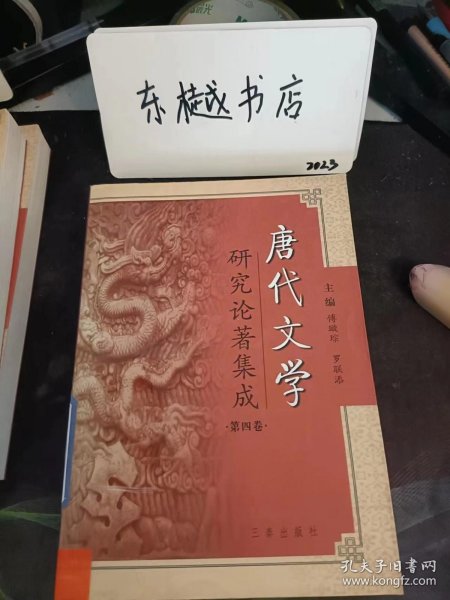 东樾书店
2023
唐代文学
研究论著集成
·第四卷·
主编 傅璇琮 罗联添
三秦出版社
孔夫子旧书网
www.kongfz.com